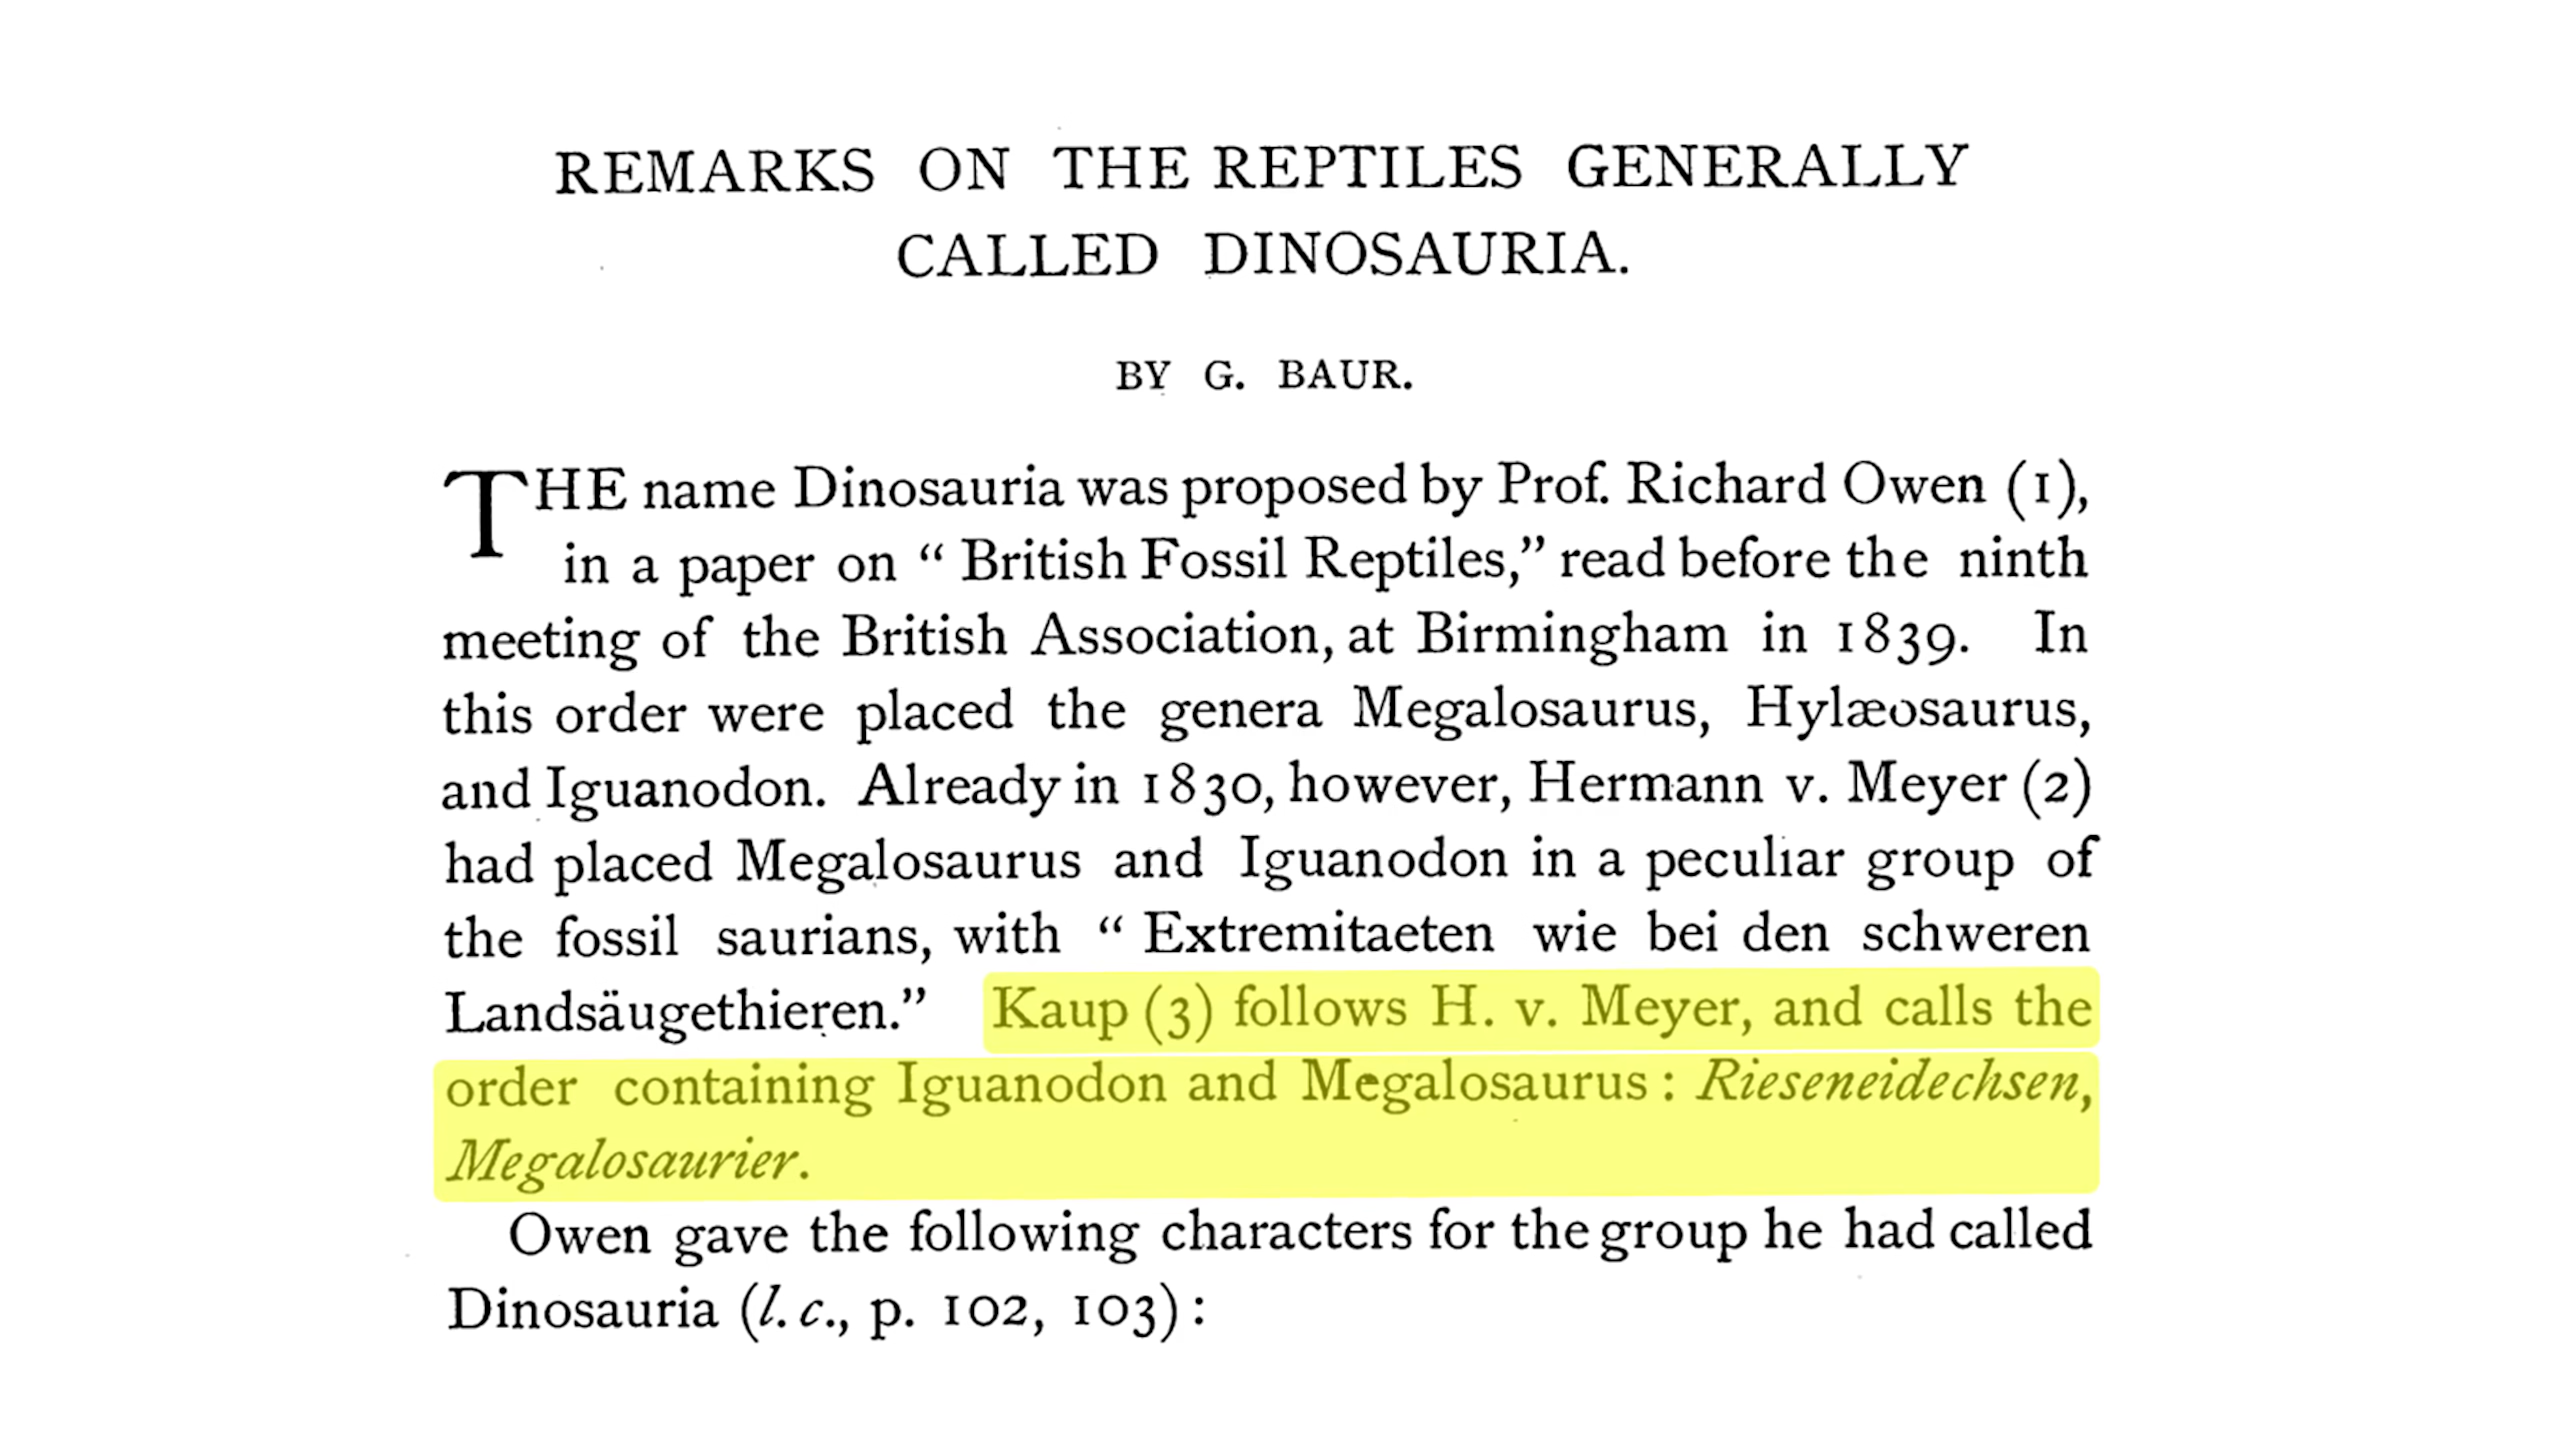 REMARKS ON THE REPTILES GENERALLY
CALLED DINOSAURIA.
BY G. BAUR.
THE name Dinosauria was proposed by Prof. Richard Owen (1),
in a paper on “ British Fossil Reptiles,” read before the ninth
meeting of the British Association, at Birmingham in 1839. In
this order were placed the genera Megalosaurus, Hylæosaurus,
and Iguanodon. Already in 1830, however, Hermann v. Meyer (2)
had placed Megalosaurus and Iguanodon in a peculiar group of
the fossil saurians, with “ Extremitaeten wie bei den schweren
Landsäugethieren.” Kaup (3) follows H. v. Meyer, and calls the
order containing Iguanodon and Megalosaurus : Rieseneidechsen,
Megalosaurier.
Owen gave the following characters for the group he had called
Dinosauria (l. c., p. 102, 103) :